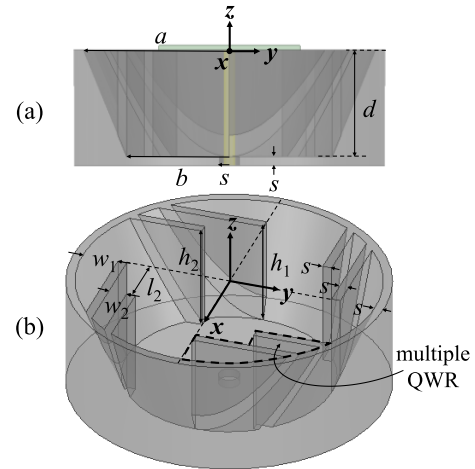 z
a
x y
(a)
d
b s s
z
w₁ h₂ h₁ s
l₂ y s
w₂ s
x
(b)
multiple
QWR